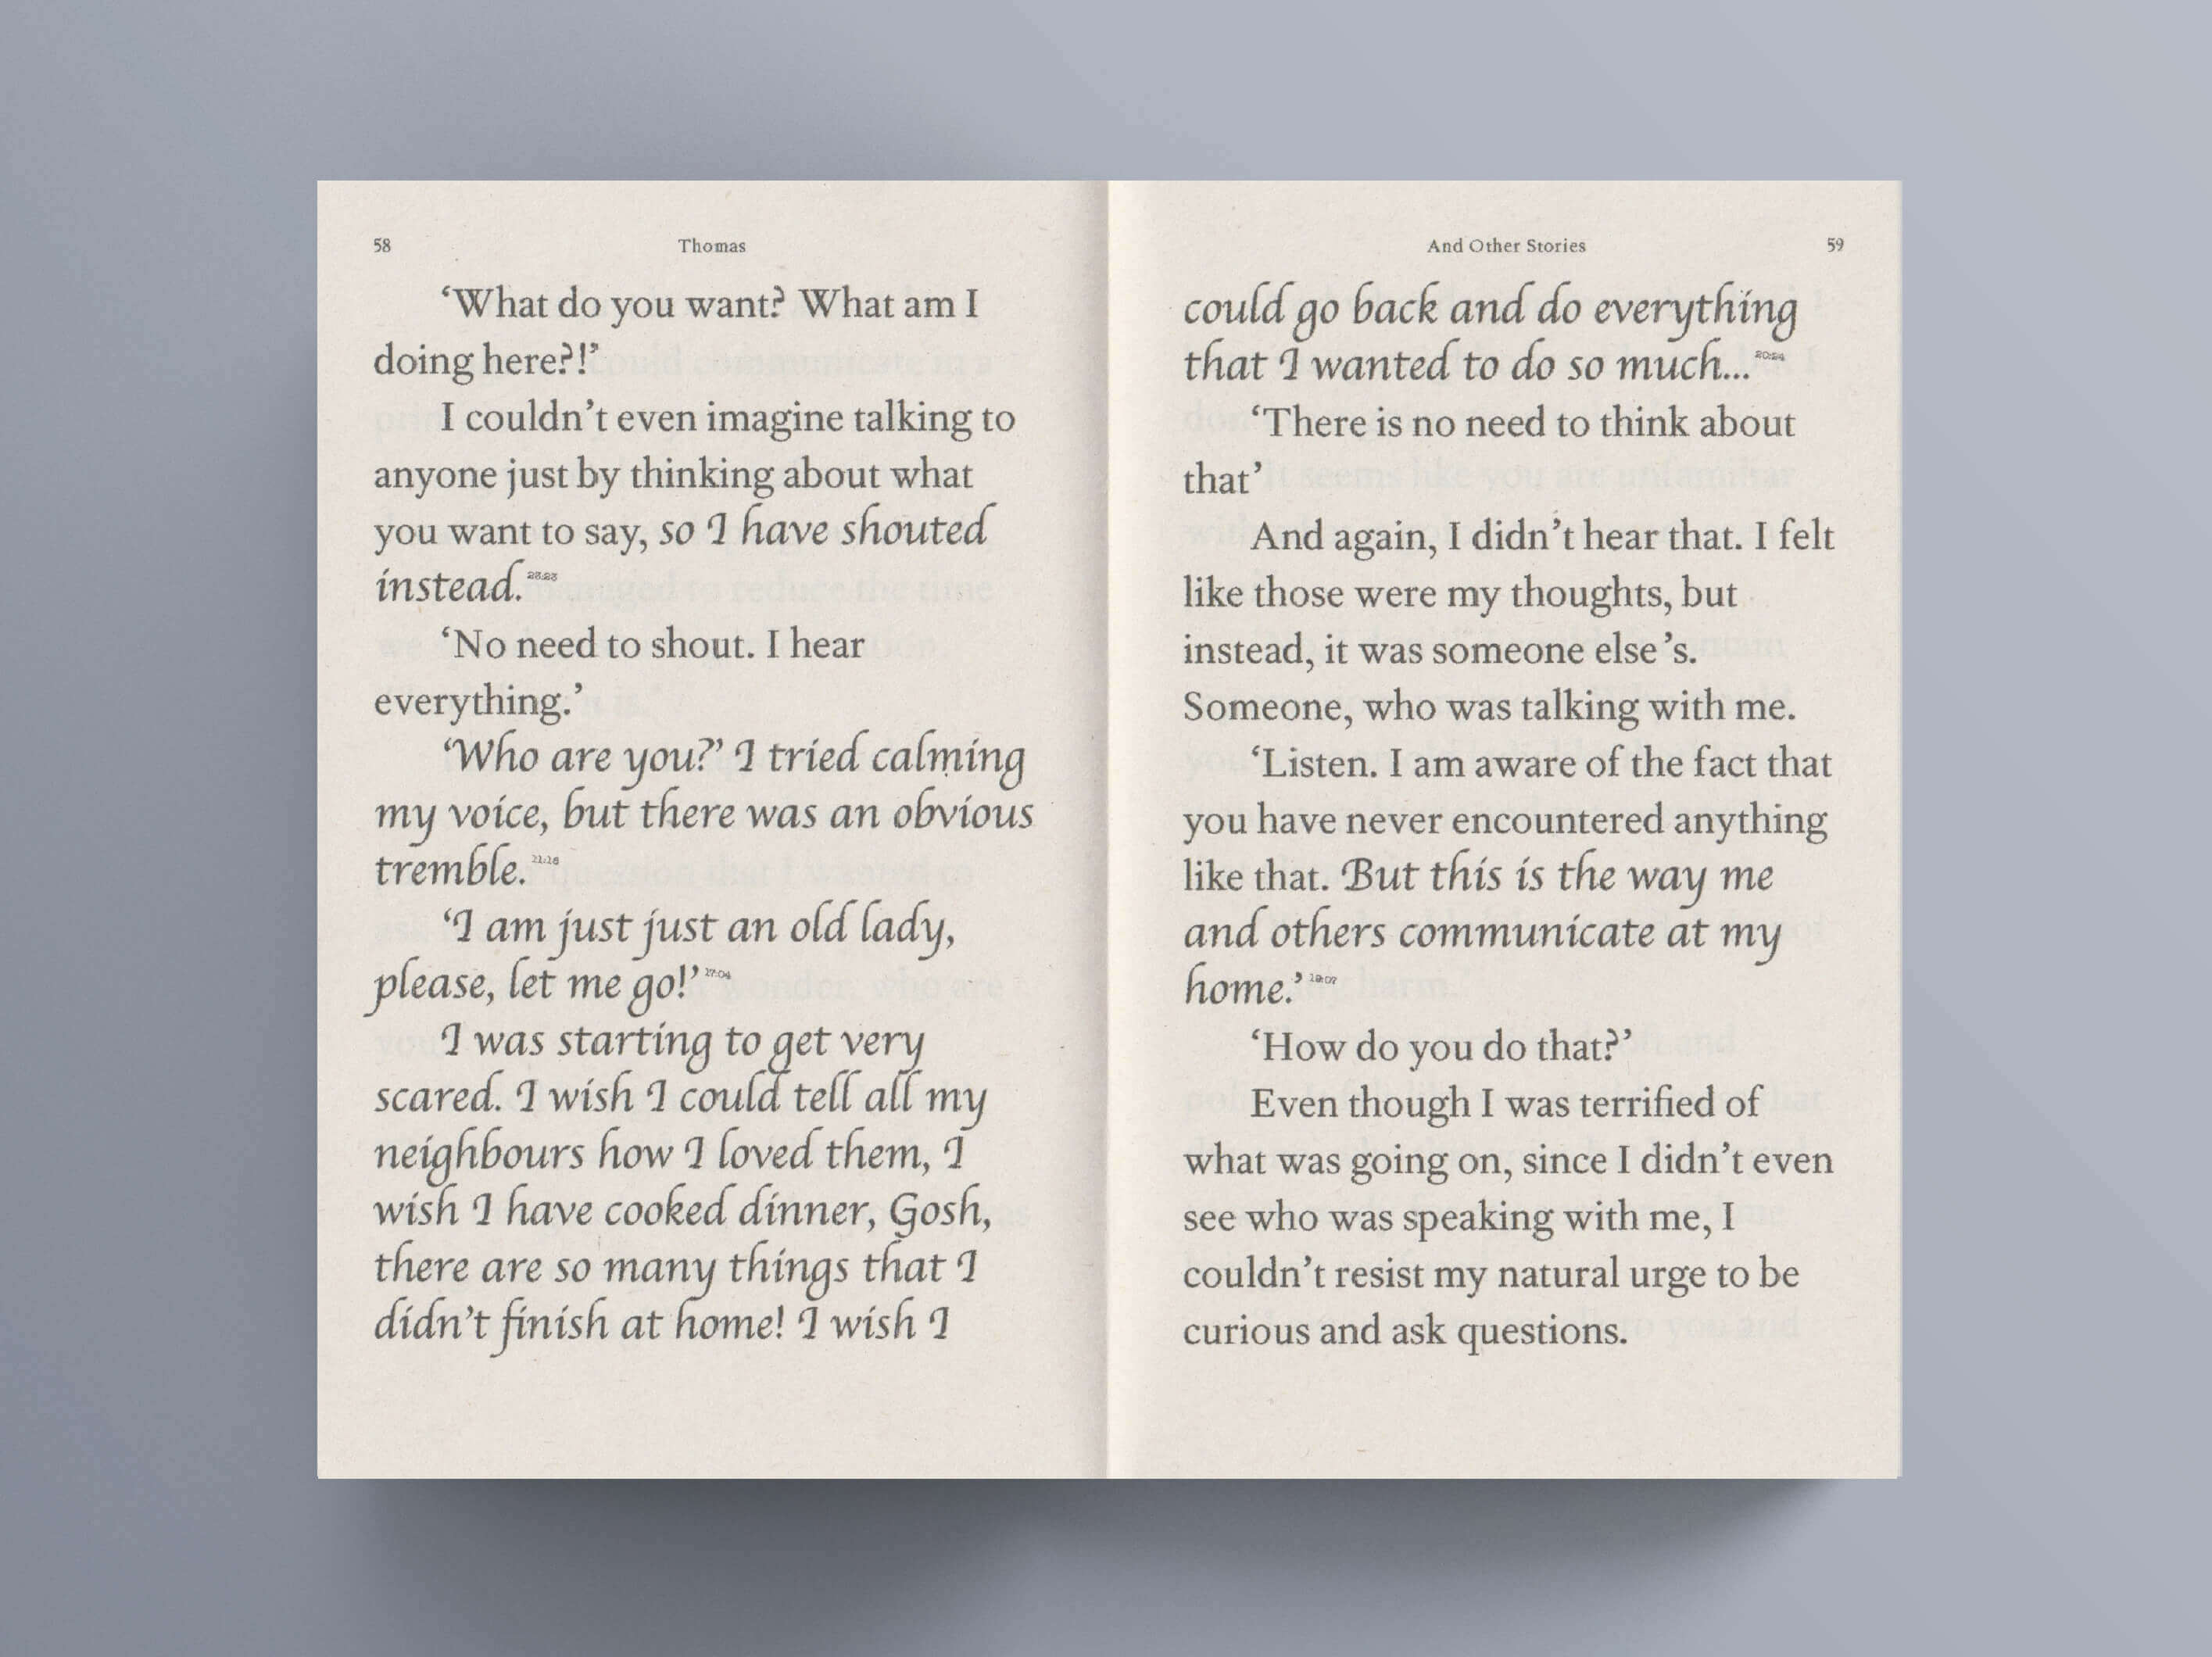 58
Thomas
‘What do you want? What am I
doing here?!’
I couldn’t even imagine talking to
anyone just by thinking about what
you want to say, so I have shouted
instead.
‘No need to shout. I hear
everything.’
‘Who are you?’ I tried calming
my voice, but there was an obvious
tremble. 21:16
‘I am just just an old lady,
please, let me go!’ 17:04
I was starting to get very
scared. I wish I could tell all my
neighbours how I loved them, I
wish I have cooked dinner, Gosh,
there are so many things that I
didn’t finish at home! I wish I
And Other Stories
59
could go back and do everything
that I wanted to do so much... 20:24
‘There is no need to think about
that’
And again, I didn’t hear that. I felt
like those were my thoughts, but
instead, it was someone else’s.
Someone, who was talking with me.
‘Listen. I am aware of the fact that
you have never encountered anything
like that. But this is the way me
and others communicate at my
home.’
‘How do you do that?’
Even though I was terrified of
what was going on, since I didn’t even
see who was speaking with me, I
couldn’t resist my natural urge to be
curious and ask questions.